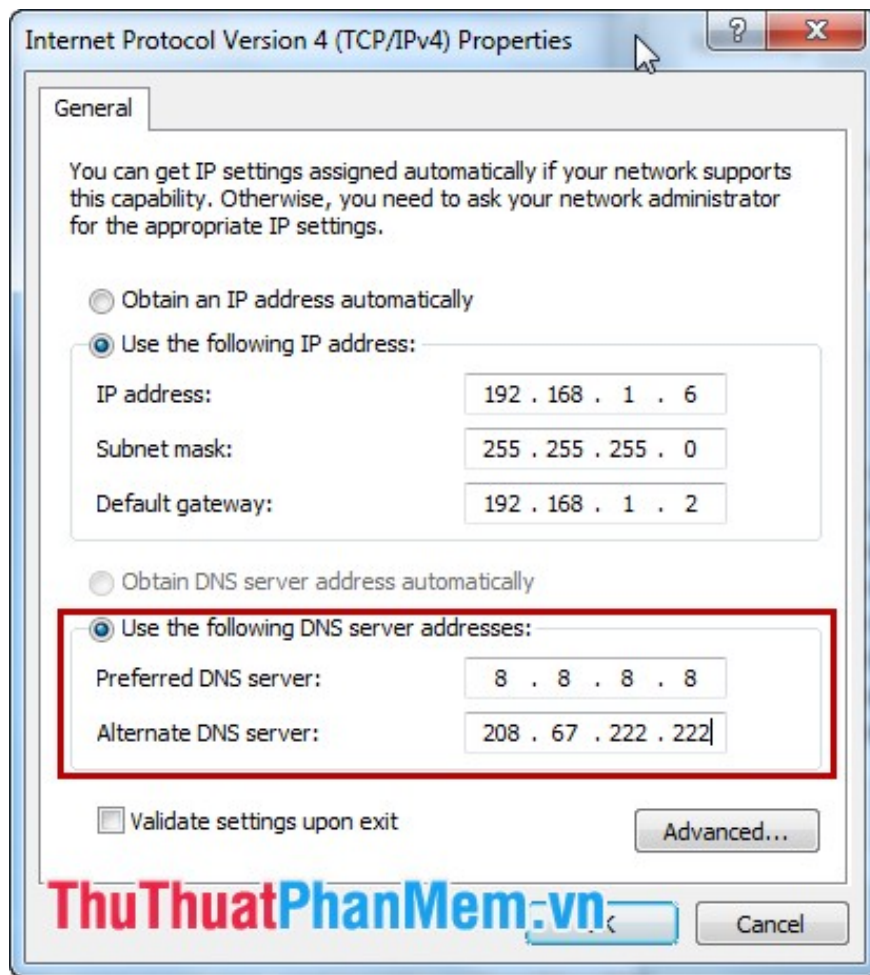 Internet Protocol Version 4 (TCP/IPv4) Properties
General
You can get IP settings assigned automatically if your network supports
this capability. Otherwise, you need to ask your network administrator
for the appropriate IP settings.
Obtain an IP address automatically
Use the following IP address:
IP address: 192 . 168 . 1 . 6
Subnet mask: 255 . 255 . 255 . 0
Default gateway: 192 . 168 . 1 . 2
Obtain DNS server address automatically
Use the following DNS server addresses:
Preferred DNS server: 8 . 8 . 8 . 8
Alternate DNS server: 208 . 67 . 222 . 222
Validate settings upon exit
Advanced...
ThuThuatPhanMem.vn
Cancel